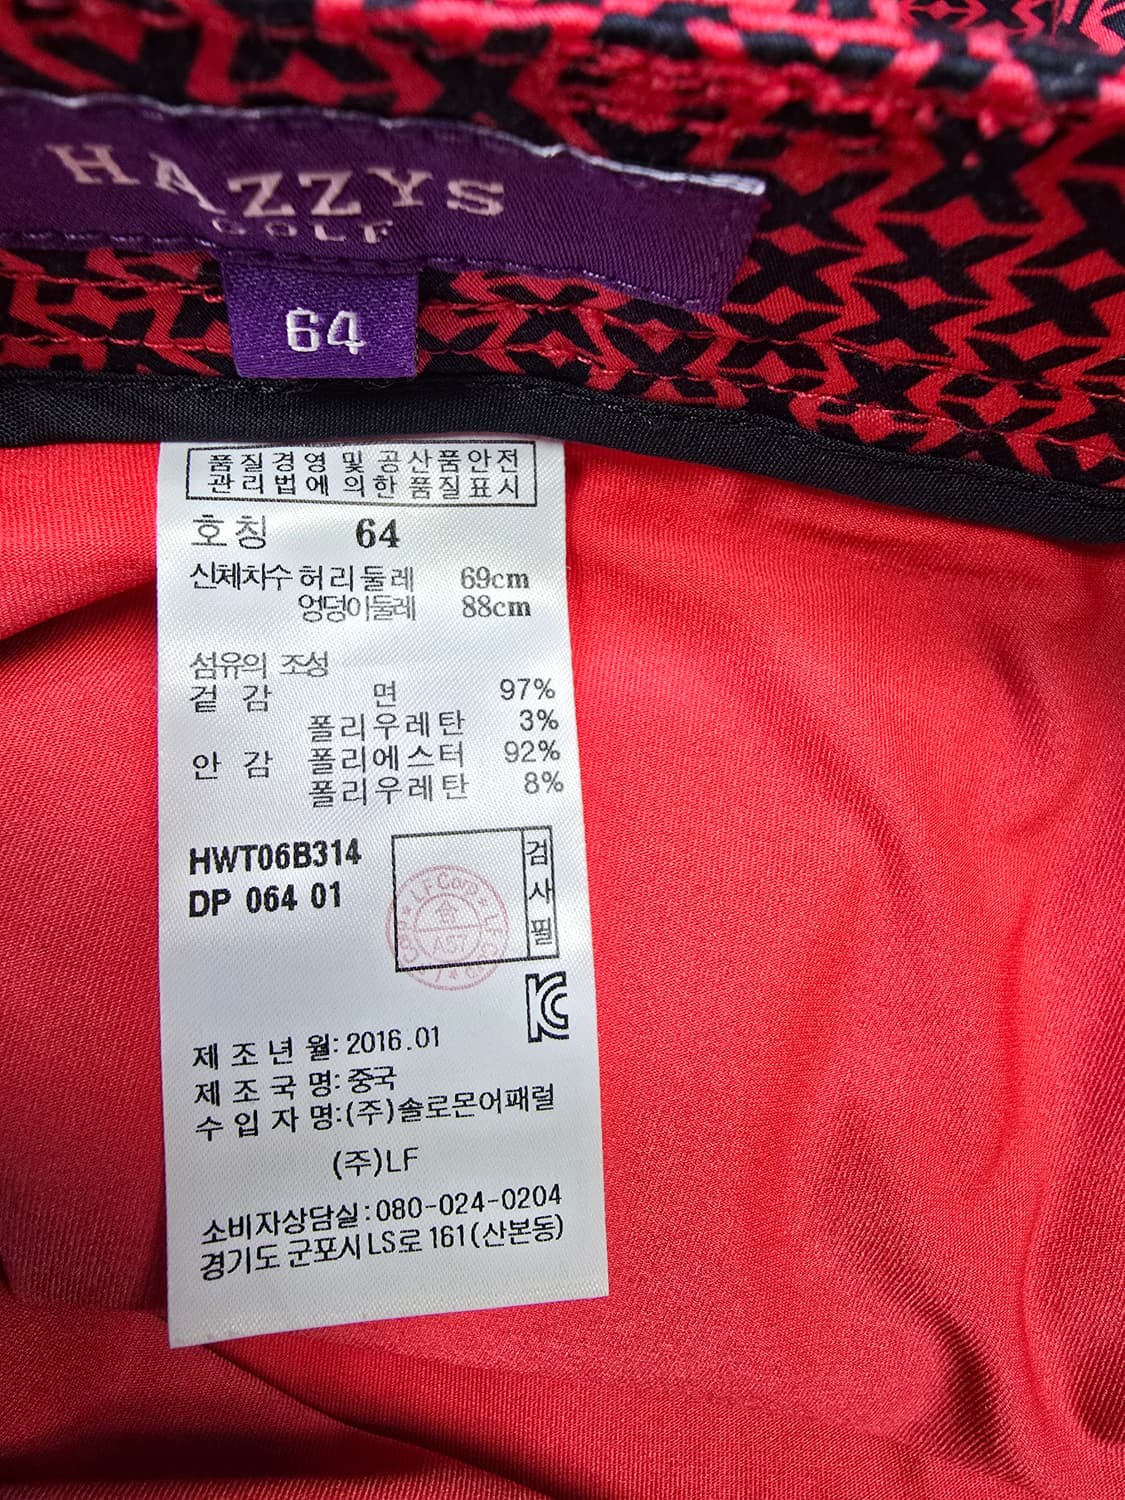 HAZZYS
GOLF
64
품질경영 및 공산품안전
관리법에 의한 품질표시
호칭 64
신체치수 허리둘레 69cm
엉덩이둘레 88cm
섬유의 조성
겉감 면 97%
폴리우레탄 3%
안감 폴리에스터 92%
폴리우레탄 8%
HWT06B314
DP 064 01
검사필
LF Corp
合
A57
KC
제조년월: 2016.01
제조국명: 중국
수입자명: (주)솔로몬어패럴
(주)LF
소비자상담실: 080-024-0204
경기도 군포시 LS로 161(산본동)